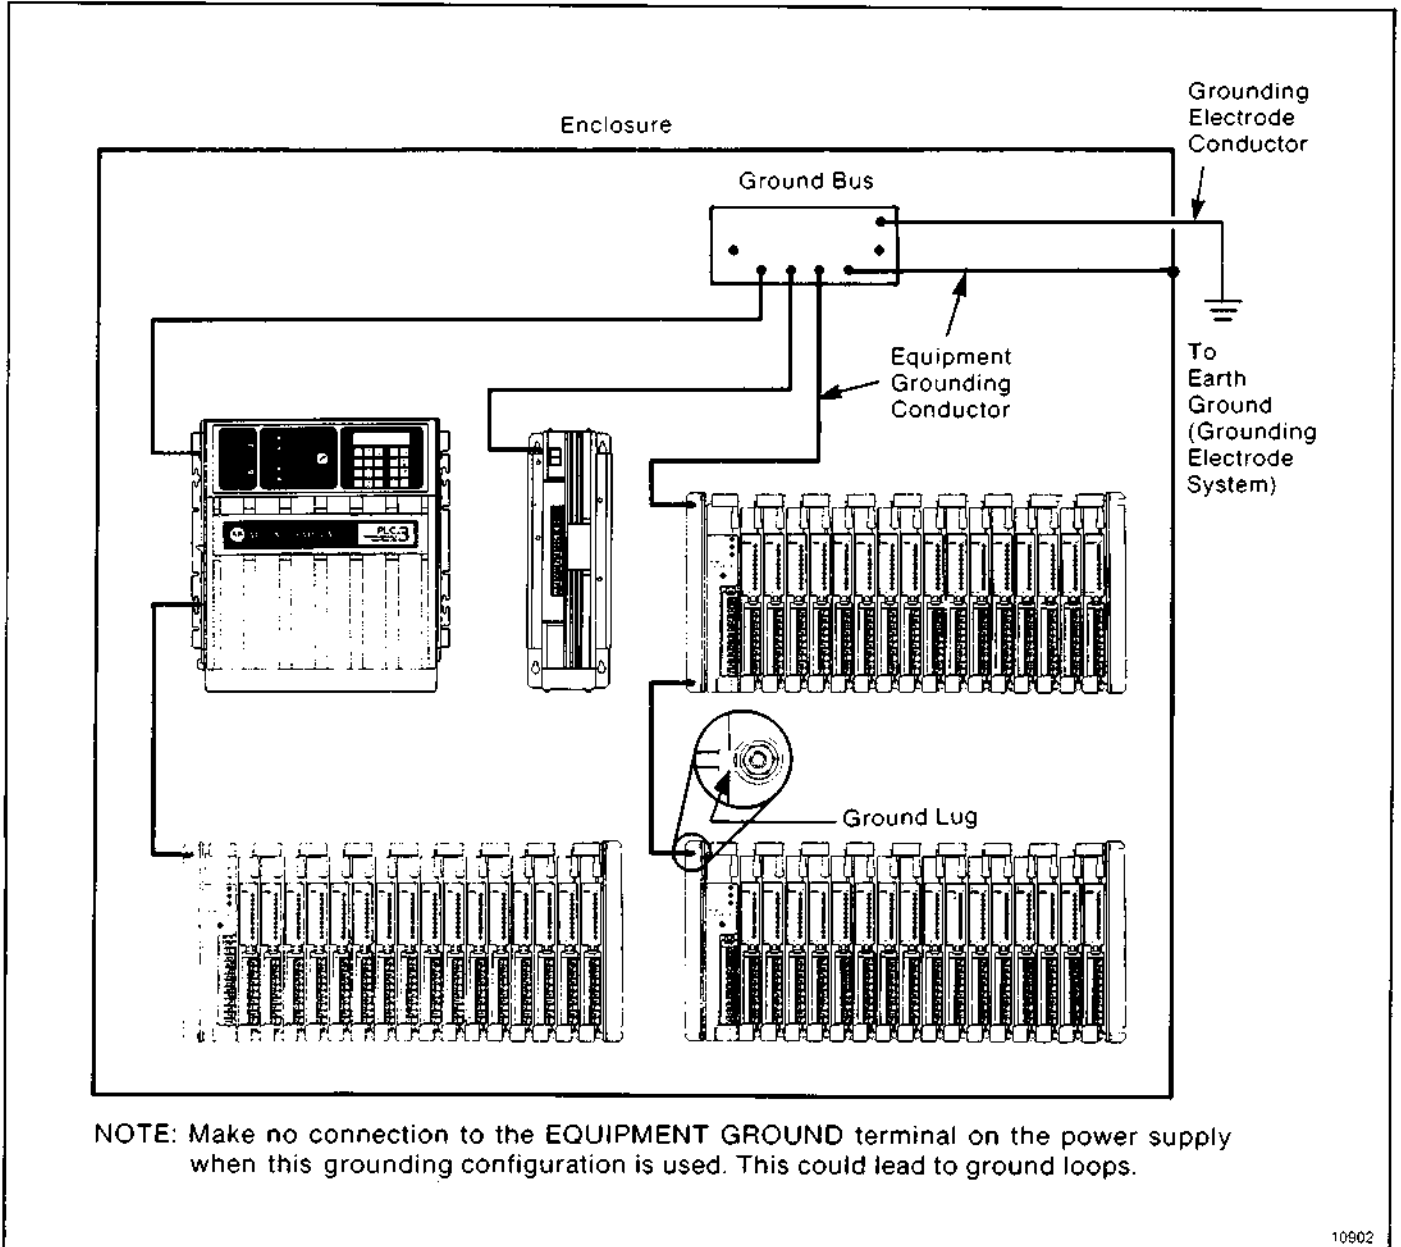 Grounding
Electrode
Conductor
Enclosure
Ground Bus
Equipment
Grounding
Conductor
To
Earth
Ground
(Grounding
Electrode
System)
PLC-3
Ground Lug
NOTE: Make no connection to the EQUIPMENT GROUND terminal on the power supply
when this grounding configuration is used. This could lead to ground loops.
10902